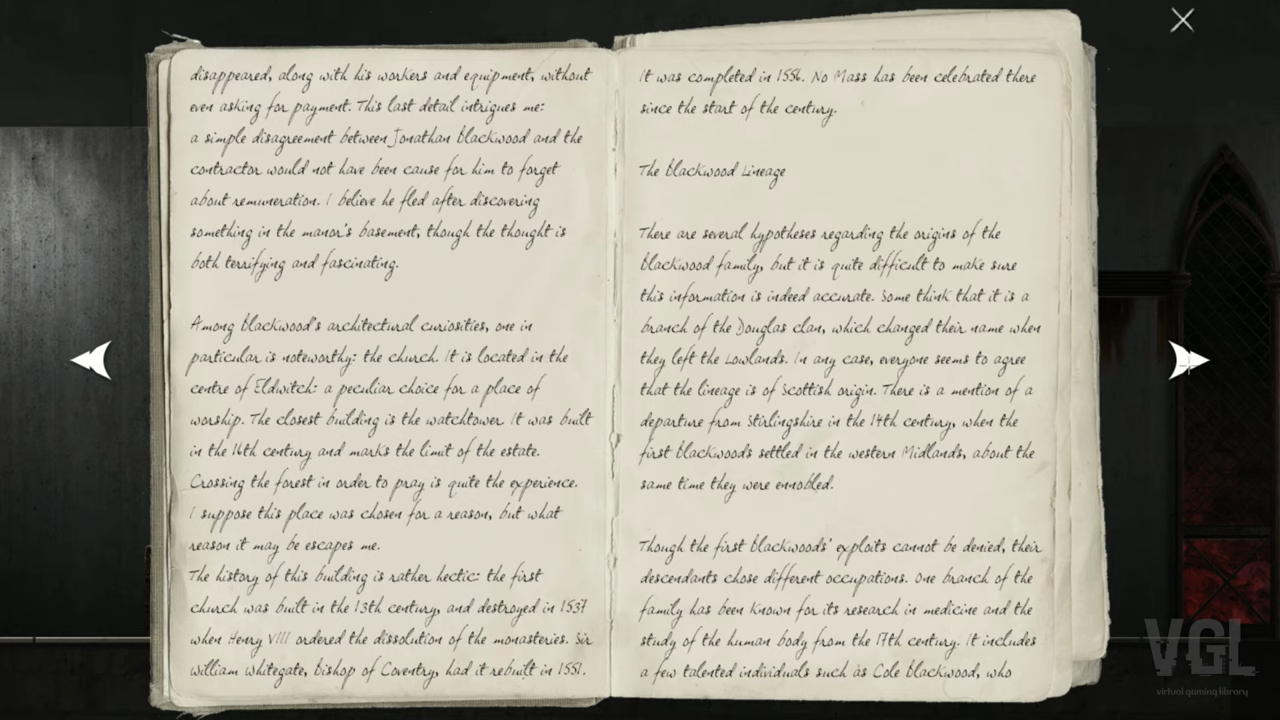 disappeared, along with his workers and equipment, without
even asking for payment. This last detail intrigues me:
a simple disagreement between Jonathan Blackwood and the
contractor would not have been cause for him to forget
about remuneration. I believe he fled after discovering
something in the manor's basement, though the thought is
both terrifying and fascinating.
Among Blackwood's architectural curiosities, one in
particular is noteworthy: the church. It is located in the
centre of Eldwitch: a peculiar choice for a place of
worship. The closest building is the watchtower It was built
in the 16th century and marks the limit of the estate.
Crossing the forest in order to pray is quite the experience.
I suppose this place was chosen for a reason, but what
reason it may be escapes me.
The history of this building is rather hectic: the first
church was built in the 13th century, and destroyed in 1537
when Henry VIII ordered the dissolution of the monasteries. Sir
William Whitegate, Bishop of Coventry, had it rebuilt in 1551.
It was completed in 1556. No Mass has been celebrated there
since the start of the century.
The Blackwood Lineage
There are several hypotheses regarding the origins of the
Blackwood family, but it is quite difficult to make sure
this information is indeed accurate. Some think that it is a
branch of the Douglas clan, which changed their name when
they left the Lowlands. In any case, everyone seems to agree
that the lineage is of Scottish origin. There is a mention of a
departure from Stirlingshire in the 14th century, when the
first Blackwoods settled in the western Midlands, about the
same time they were ennobled.
Though the first Blackwoods' exploits cannot be denied, their
descendants chose different occupations. One branch of the
family has been known for its research in medicine and the
study of the human body from the 17th century. It includes
a few talented individuals such as Cole Blackwood, who
VGL
virtual gaming library